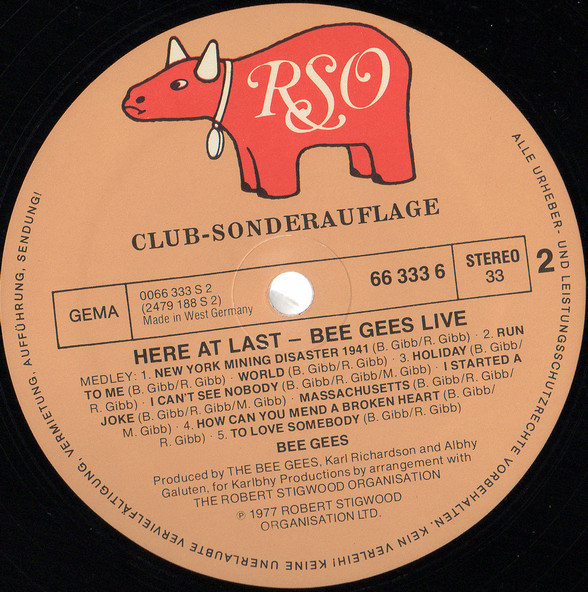 RSO
CLUB-SONDERAUFLAGE
GEMA
0066 333 S 2
(2479 188 S 2)
Made in West Germany
66 333 6
STEREO
33
2
HERE AT LAST – BEE GEES LIVE
MEDLEY: 1. NEW YORK MINING DISASTER 1941 (B. Gibb/R. Gibb) · 2. RUN
TO ME (B. Gibb/R. Gibb) · WORLD (B. Gibb/R. Gibb) · 3. HOLIDAY (B. Gibb/
R. Gibb) · I CAN'T SEE NOBODY (B. Gibb/R. Gibb/M. Gibb) · I STARTED A
JOKE (B. Gibb/R. Gibb/M. Gibb) · MASSACHUSETTS (B. Gibb/R. Gibb/
M. Gibb) · 4. HOW CAN YOU MEND A BROKEN HEART (B. Gibb/
R. Gibb) · 5. TO LOVE SOMEBODY (B. Gibb/R. Gibb)
BEE GEES
Produced by THE BEE GEES, Karl Richardson and Albhy
Galuten, for Karlbhy Productions by arrangement with
THE ROBERT STIGWOOD ORGANISATION
℗ 1977 ROBERT STIGWOOD
ORGANISATION LTD.
ALLE URHEBER- UND LEISTUNGSSCHUTZRECHTE VORBEHALTEN. KEIN VERLEIH! KEINE UNERLAUBTE VERVIELFÄLTIGUNG, VERMIETUNG, AUFFÜHRUNG, SENDUNG!